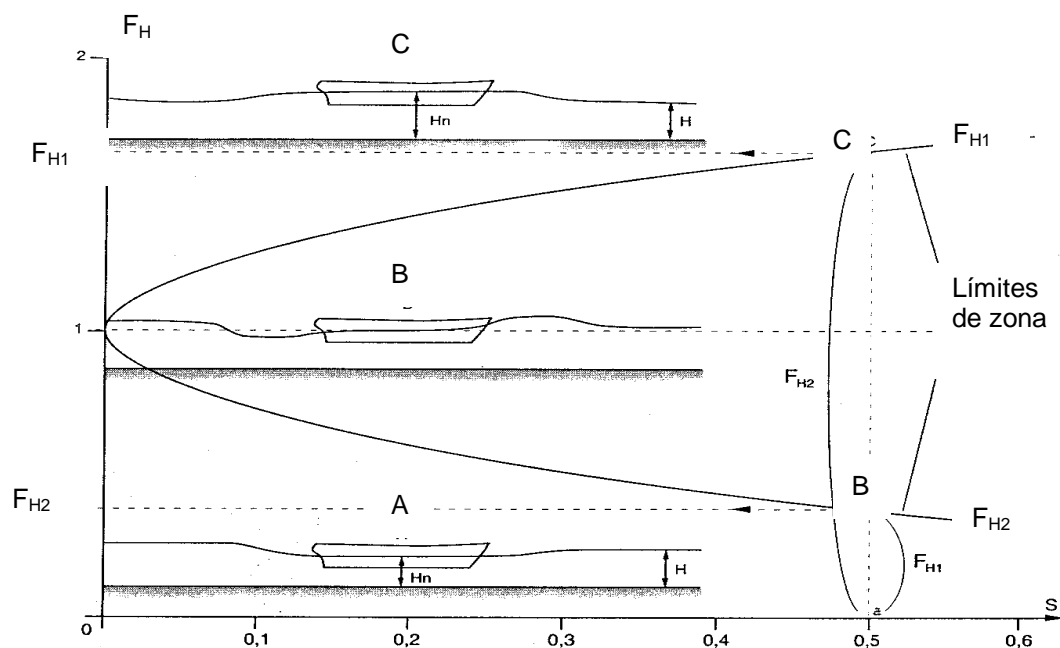 F_H
C
2
Hn
H
F_H1
C
F_H1
B
Límites
de zona
1
F_H2
B
F_H2
A
F_H2
F_H1
Hn
H
a
S
0
0,1
0,2
0,3
0,4
0,5
0,6